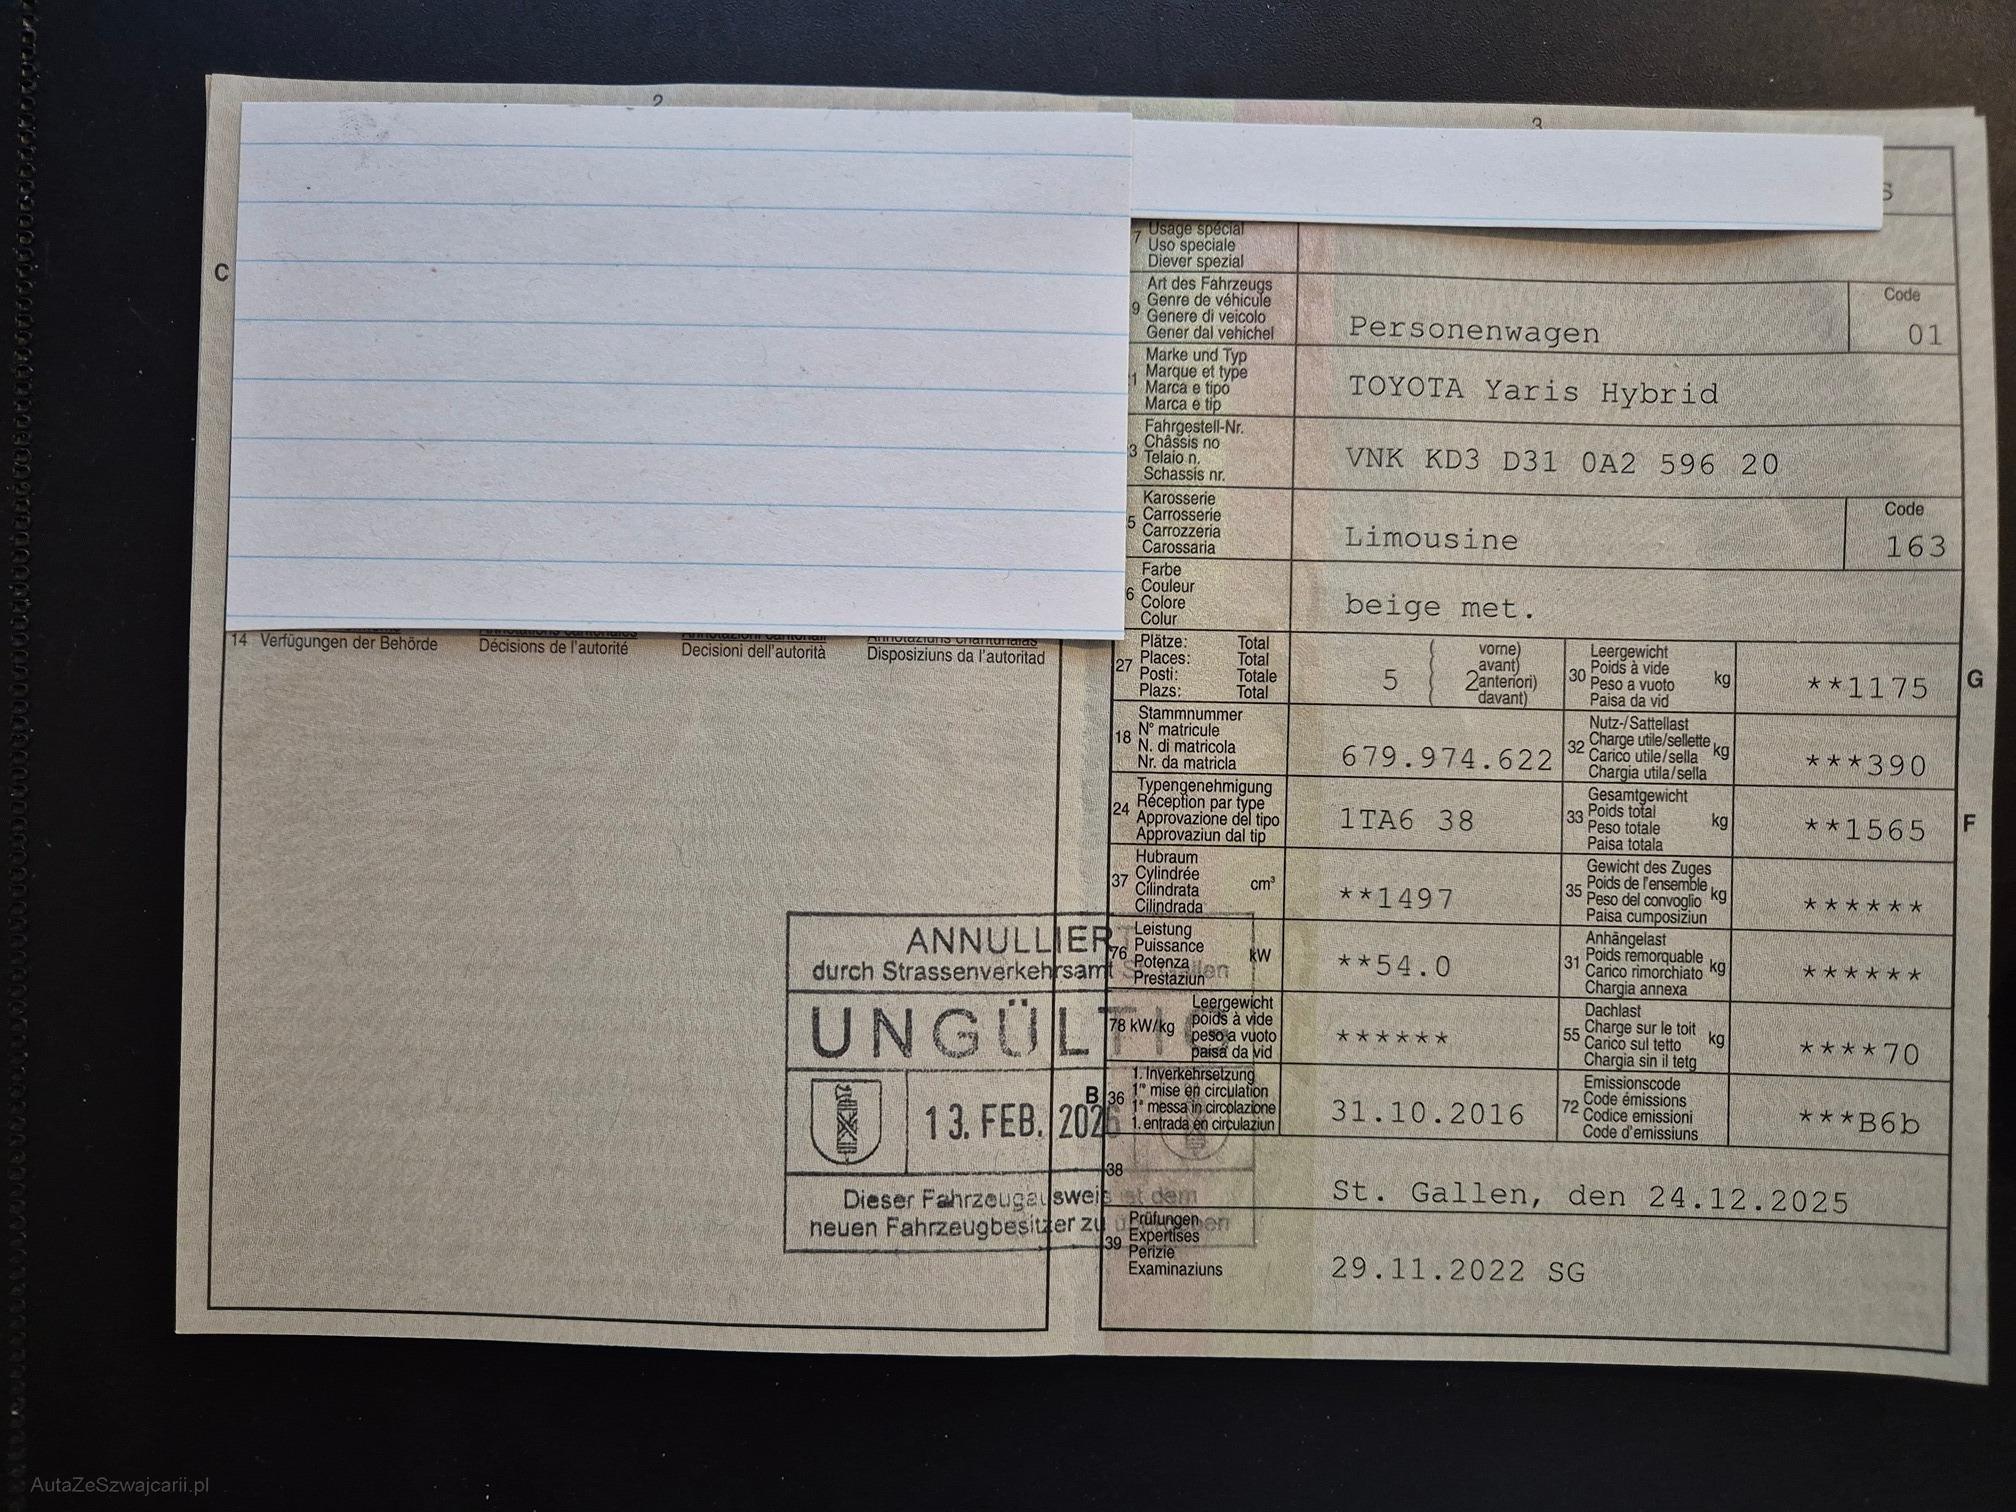 2
C
14 Verfügungen der Behörde Décisions de l'autorité Decisioni dell'autorità Disposiziuns da l'autoritad
ANNULLIERT
durch Strassenverkehrsamt St. Gallen
UNGÜLTIG
13. FEB. 2026
Dieser Fahrzeugausweis ist dem
neuen Fahrzeugbesitzer zu
3
S
7 Usage spécial
Uso speciale
Diever spezial
9 Art des Fahrzeugs
Genre de véhicule
Genere di veicolo
Gener dal vehichel
Personenwagen
Code
01
1 Marke und Typ
Marque et type
Marca e tipo
Marca e tip
TOYOTA Yaris Hybrid
3 Fahrgestell-Nr.
Châssis no
Telaio n.
Schassis nr.
VNK KD3 D31 0A2 596 20
5 Karosserie
Carrosserie
Carrozzeria
Carossaria
Limousine
Code
163
6 Farbe
Couleur
Colore
Colur
beige met.
27 Plätze: Total
Places: Total
Posti: Totale
Plazs: Total
5
2
vorne)
avant)
anteriori)
davant)
30 Leergewicht
Poids à vide
Peso a vuoto
Paisa da vid
kg
**1175
G
18 Stammnummer
N° matricule
N. di matricola
Nr. da matricla
679.974.622
32 Nutz-/Sattellast
Charge utile/sellette
Carico utile/sella
Chargia utila/sella
kg
***390
24 Typengenehmigung
Réception par type
Approvazione del tipo
Approvaziun dal tip
1TA6 38
33 Gesamtgewicht
Poids total
Peso totale
Paisa totala
kg
**1565
F
37 Hubraum
Cylindrée
Cilindrata
Cilindrada
cm³
**1497
35 Gewicht des Zuges
Poids de l'ensemble
Peso del convoglio
Paisa cumposiziun
kg
******
76 Leistung
Puissance
Potenza
Prestaziun
kW
**54.0
31 Anhängelast
Poids remorquable
Carico rimorchiato
Chargia annexa
kg
******
78 kW/kg
Leergewicht
poids à vide
peso a vuoto
paisa da vid
******
55 Dachlast
Charge sur le toit
Carico sul tetto
Chargia sin il tetg
kg
****70
B
36 1. Inverkehrsetzung
1re mise en circulation
1a messa in circolazione
1. entrada en circulaziun
31.10.2016
72 Emissionscode
Code émissions
Codice emissioni
Code d'emissiuns
***B6b
38
St. Gallen, den 24.12.2025
39 Prüfungen
Expertises
Perizie
Examinaziuns
29.11.2022 SG
AutaZeSzwajcarii.pl